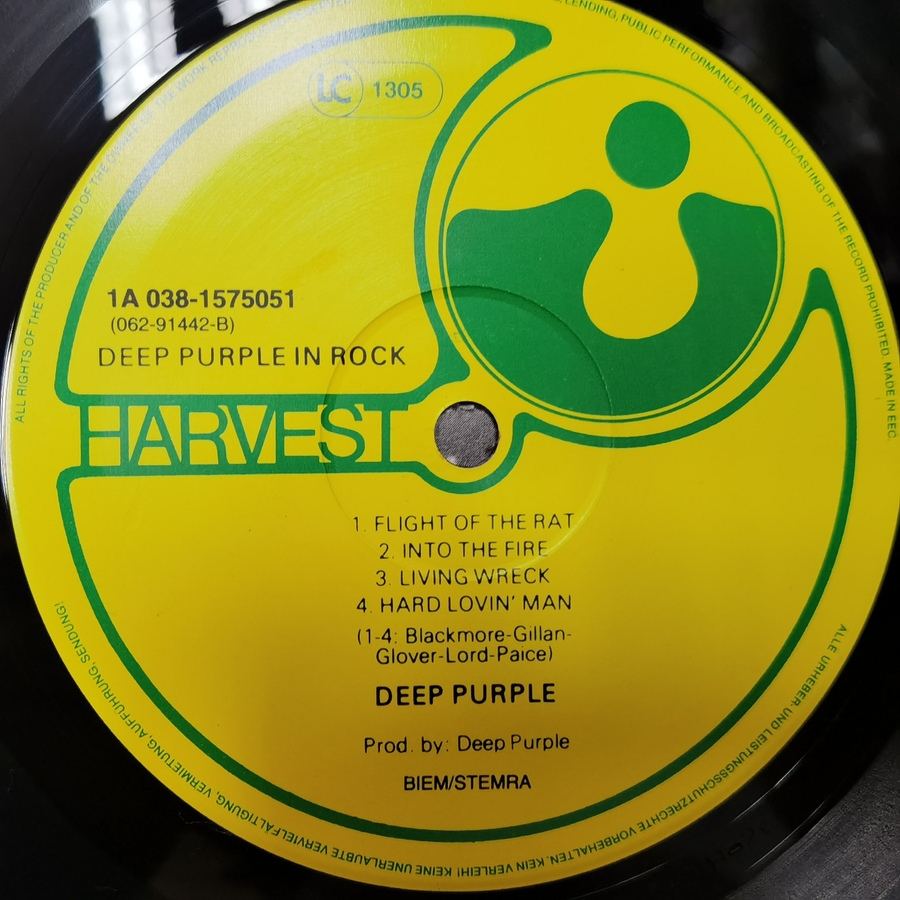 LC 1305
1A 038-1575051
(062-91442-B)
DEEP PURPLE IN ROCK
HARVEST
1. FLIGHT OF THE RAT
2. INTO THE FIRE
3. LIVING WRECK
4. HARD LOVIN' MAN
(1-4: Blackmore-Gillan-
Glover-Lord-Paice)
DEEP PURPLE
Prod. by: Deep Purple
BIEM/STEMRA
ALL RIGHTS OF THE PRODUCER AND OF THE OWNER OF THE WORK REPRODUCED LENDING, PUBLIC PERFORMANCE AND BROADCASTING OF THE RECORD PROHIBITED. MADE IN EEC.
ALLE URHEBER- UND LEISTUNGSSCHUTZRECHTE VORBEHALTEN. KEIN VERLEIH! KEINE UNERLAUBTE VERVIELFÄLTIGUNG, VERMIETUNG, AUFFÜHRUNG, SENDUNG!